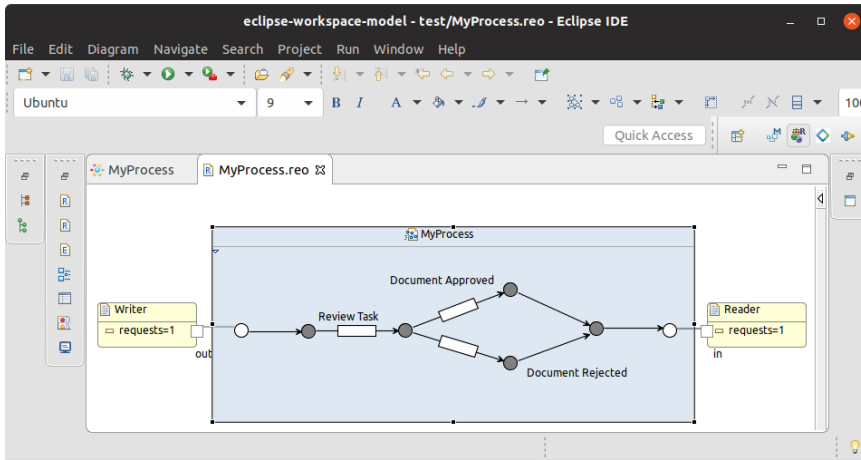 eclipse-workspace-model - test/MyProcess.reo - Eclipse IDE
File Edit Diagram Navigate Search Project Run Window Help
Ubuntu 9 B I A 100
Quick Access
MyProcess MyProcess.reo
MyProcess
Document Approved
Writer Reader
Review Task
requests=1 requests=1
out in
Document Rejected